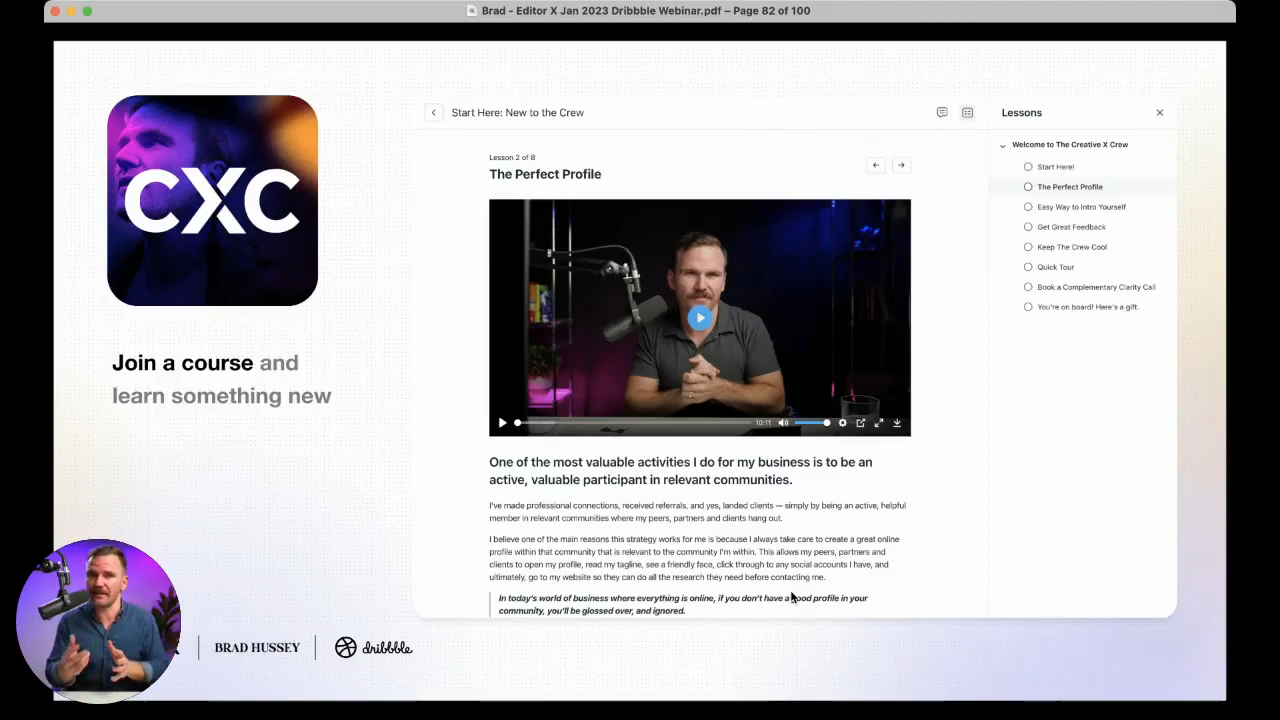 Brad - Editor X Jan 2023 Dribbble Webinar.pdf – Page 82 of 100
CXC
Join a course and
learn something new
Start Here: New to the Crew
Lesson 2 of 8
The Perfect Profile
10:11
One of the most valuable activities I do for my business is to be an
active, valuable participant in relevant communities.
I've made professional connections, received referrals, and yes, landed clients — simply by being an active, helpful
member in relevant communities where my peers, partners and clients hang out.
I believe one of the main reasons this strategy works for me is because I always take care to create a great online
profile within that community that is relevant to the community I'm within. This allows my peers, partners and
clients to open my profile, read my tagline, see a friendly face, click through to any social accounts I have, and
ultimately, go to my website so they can do all the research they need before contacting me.
In today's world of business where everything is online, if you don't have a good profile in your
community, you'll be glossed over, and ignored.
Lessons
Welcome to The Creative X Crew
Start Here!
The Perfect Profile
Easy Way to Intro Yourself
Get Great Feedback
Keep The Crew Cool
Quick Tour
Book a Complementary Clarity Call
You're on board! Here's a gift.
BRAD HUSSEY
dribbble